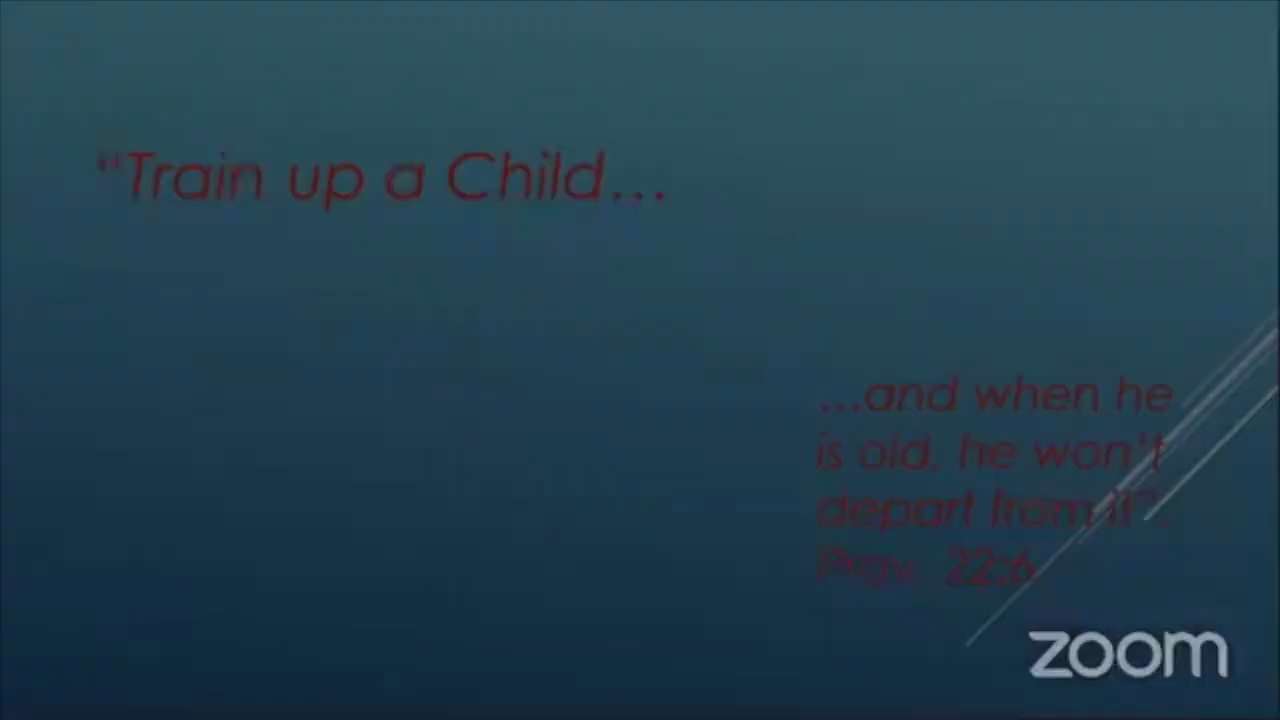 "Train up a Child...
...and when he
is old, he won't
depart from it".
Prov. 22:6
zoom